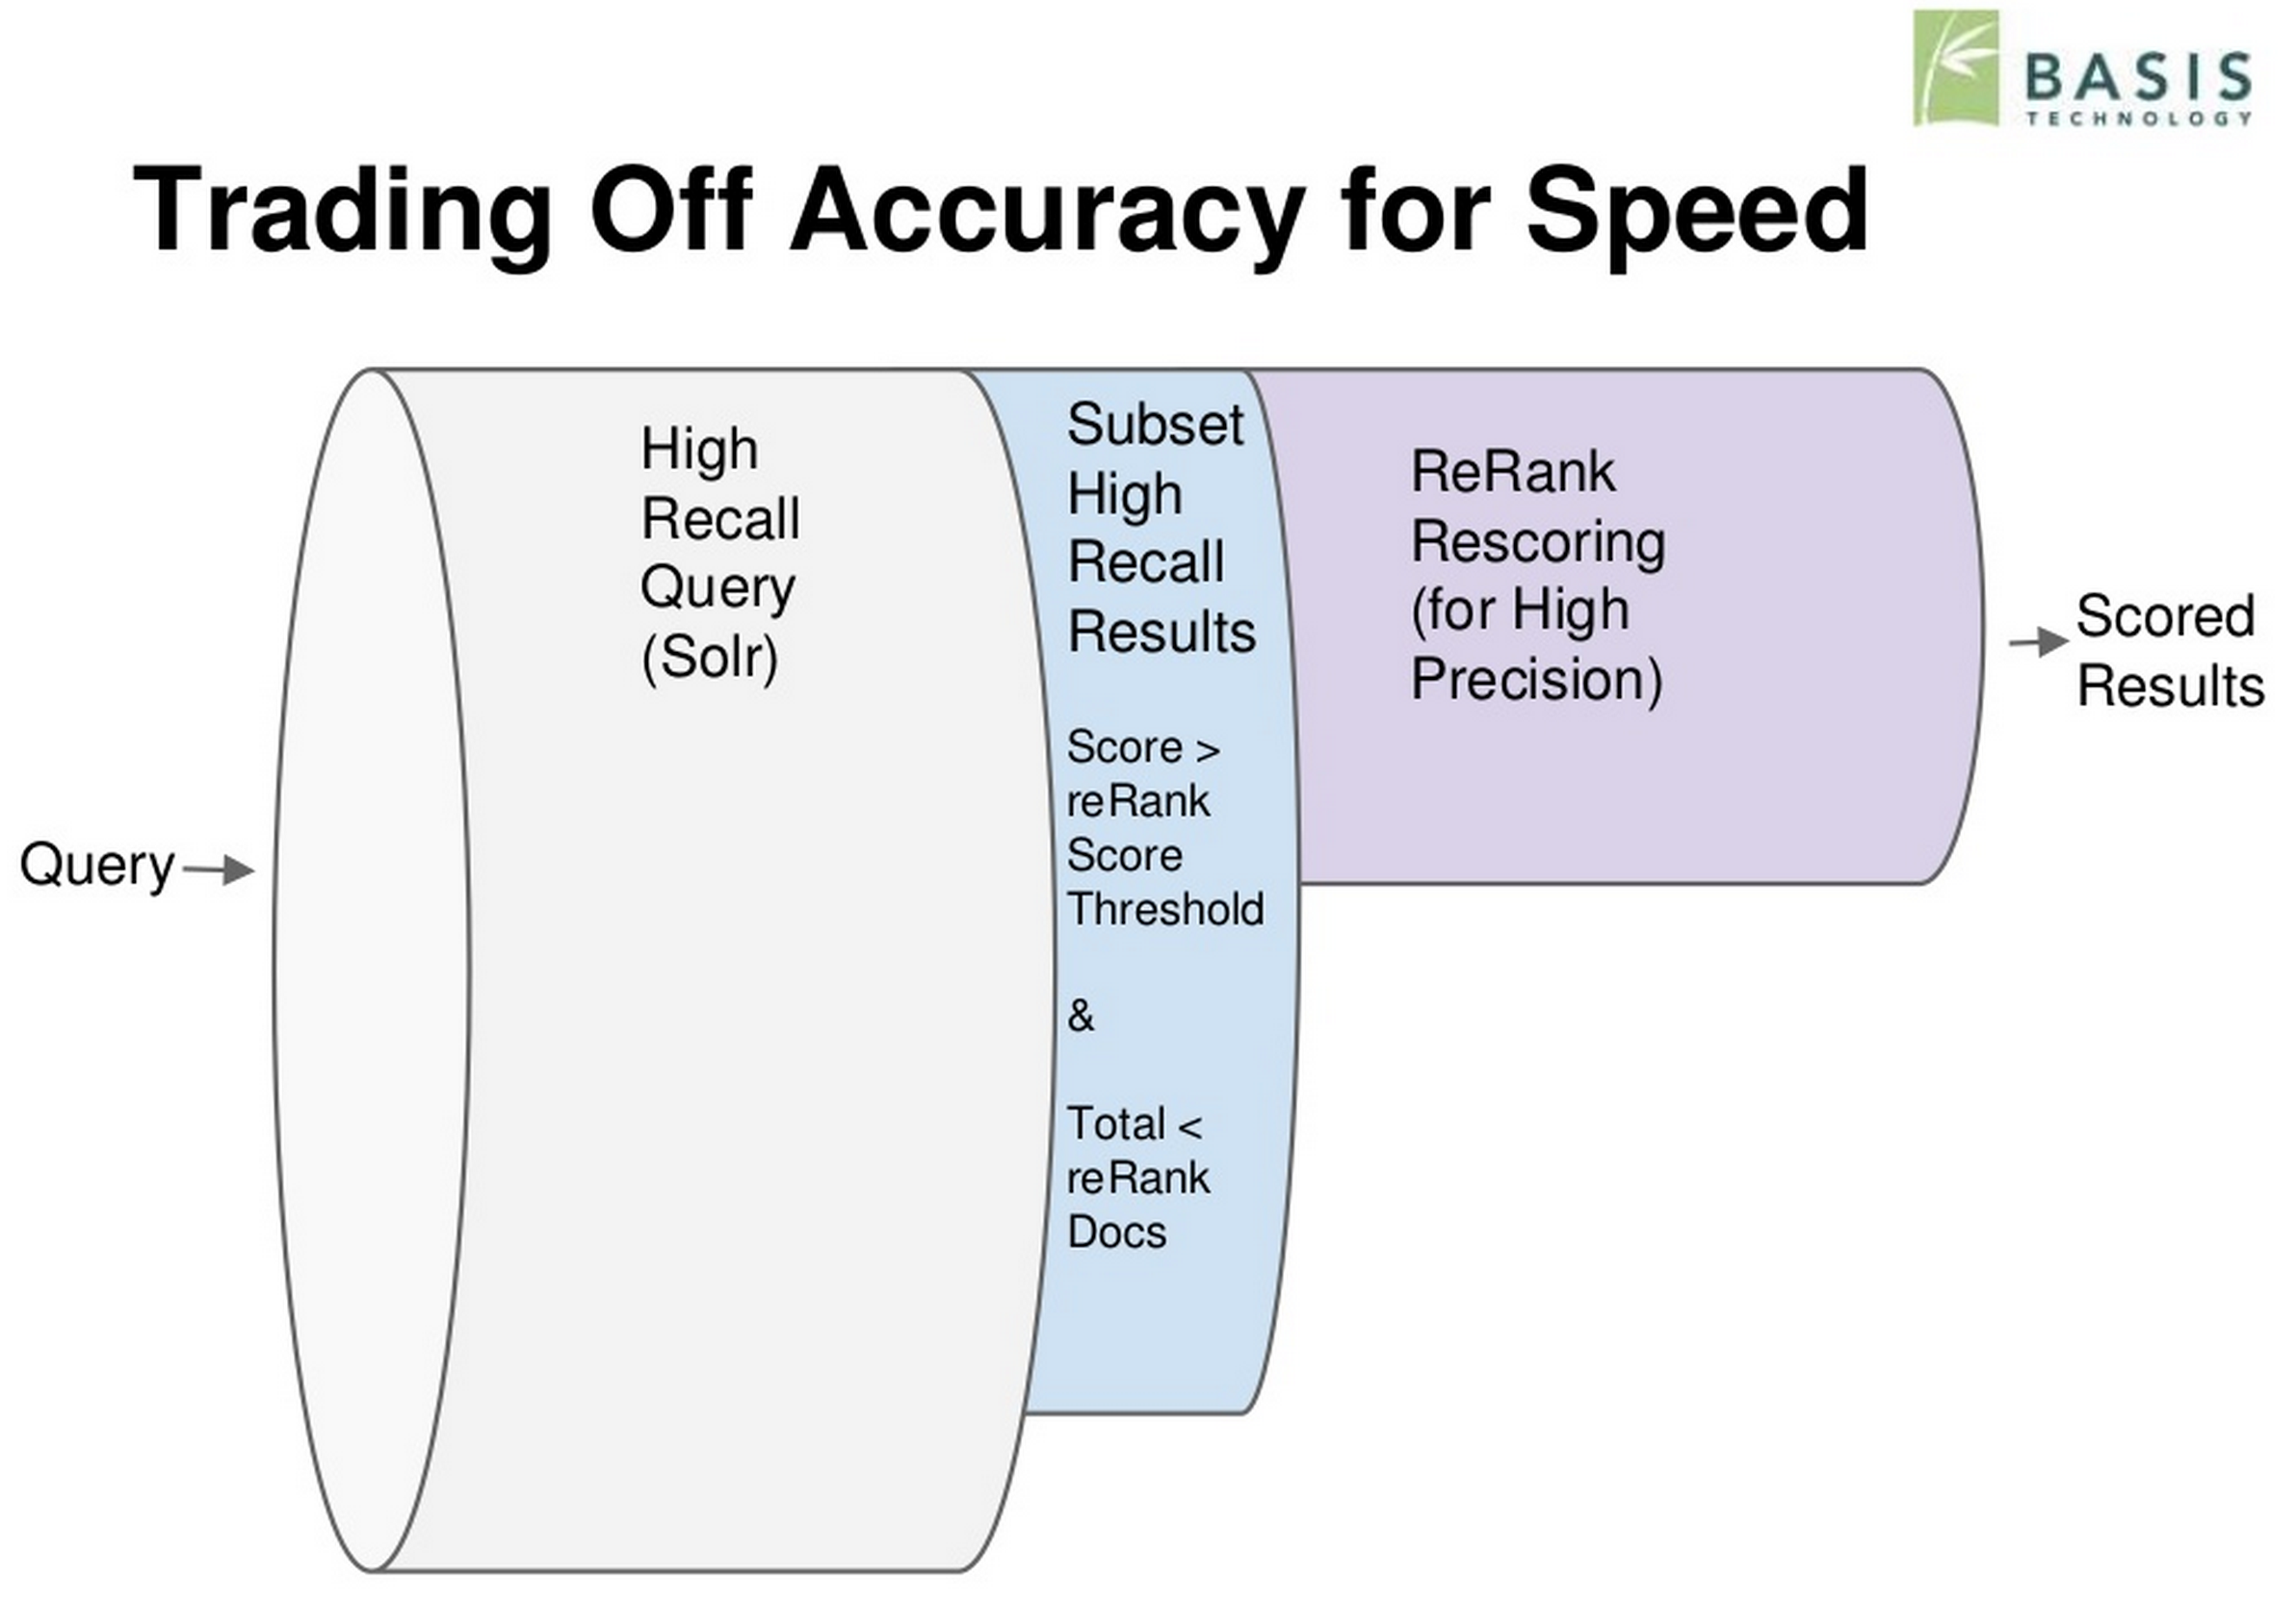 BASIS
TECHNOLOGY
Trading Off Accuracy for Speed
Query
High
Recall
Query
(Solr)
Subset
High
Recall
Results
Score >
reRank
Score
Threshold
&
Total <
reRank
Docs
ReRank
Rescoring
(for High
Precision)
Scored
Results